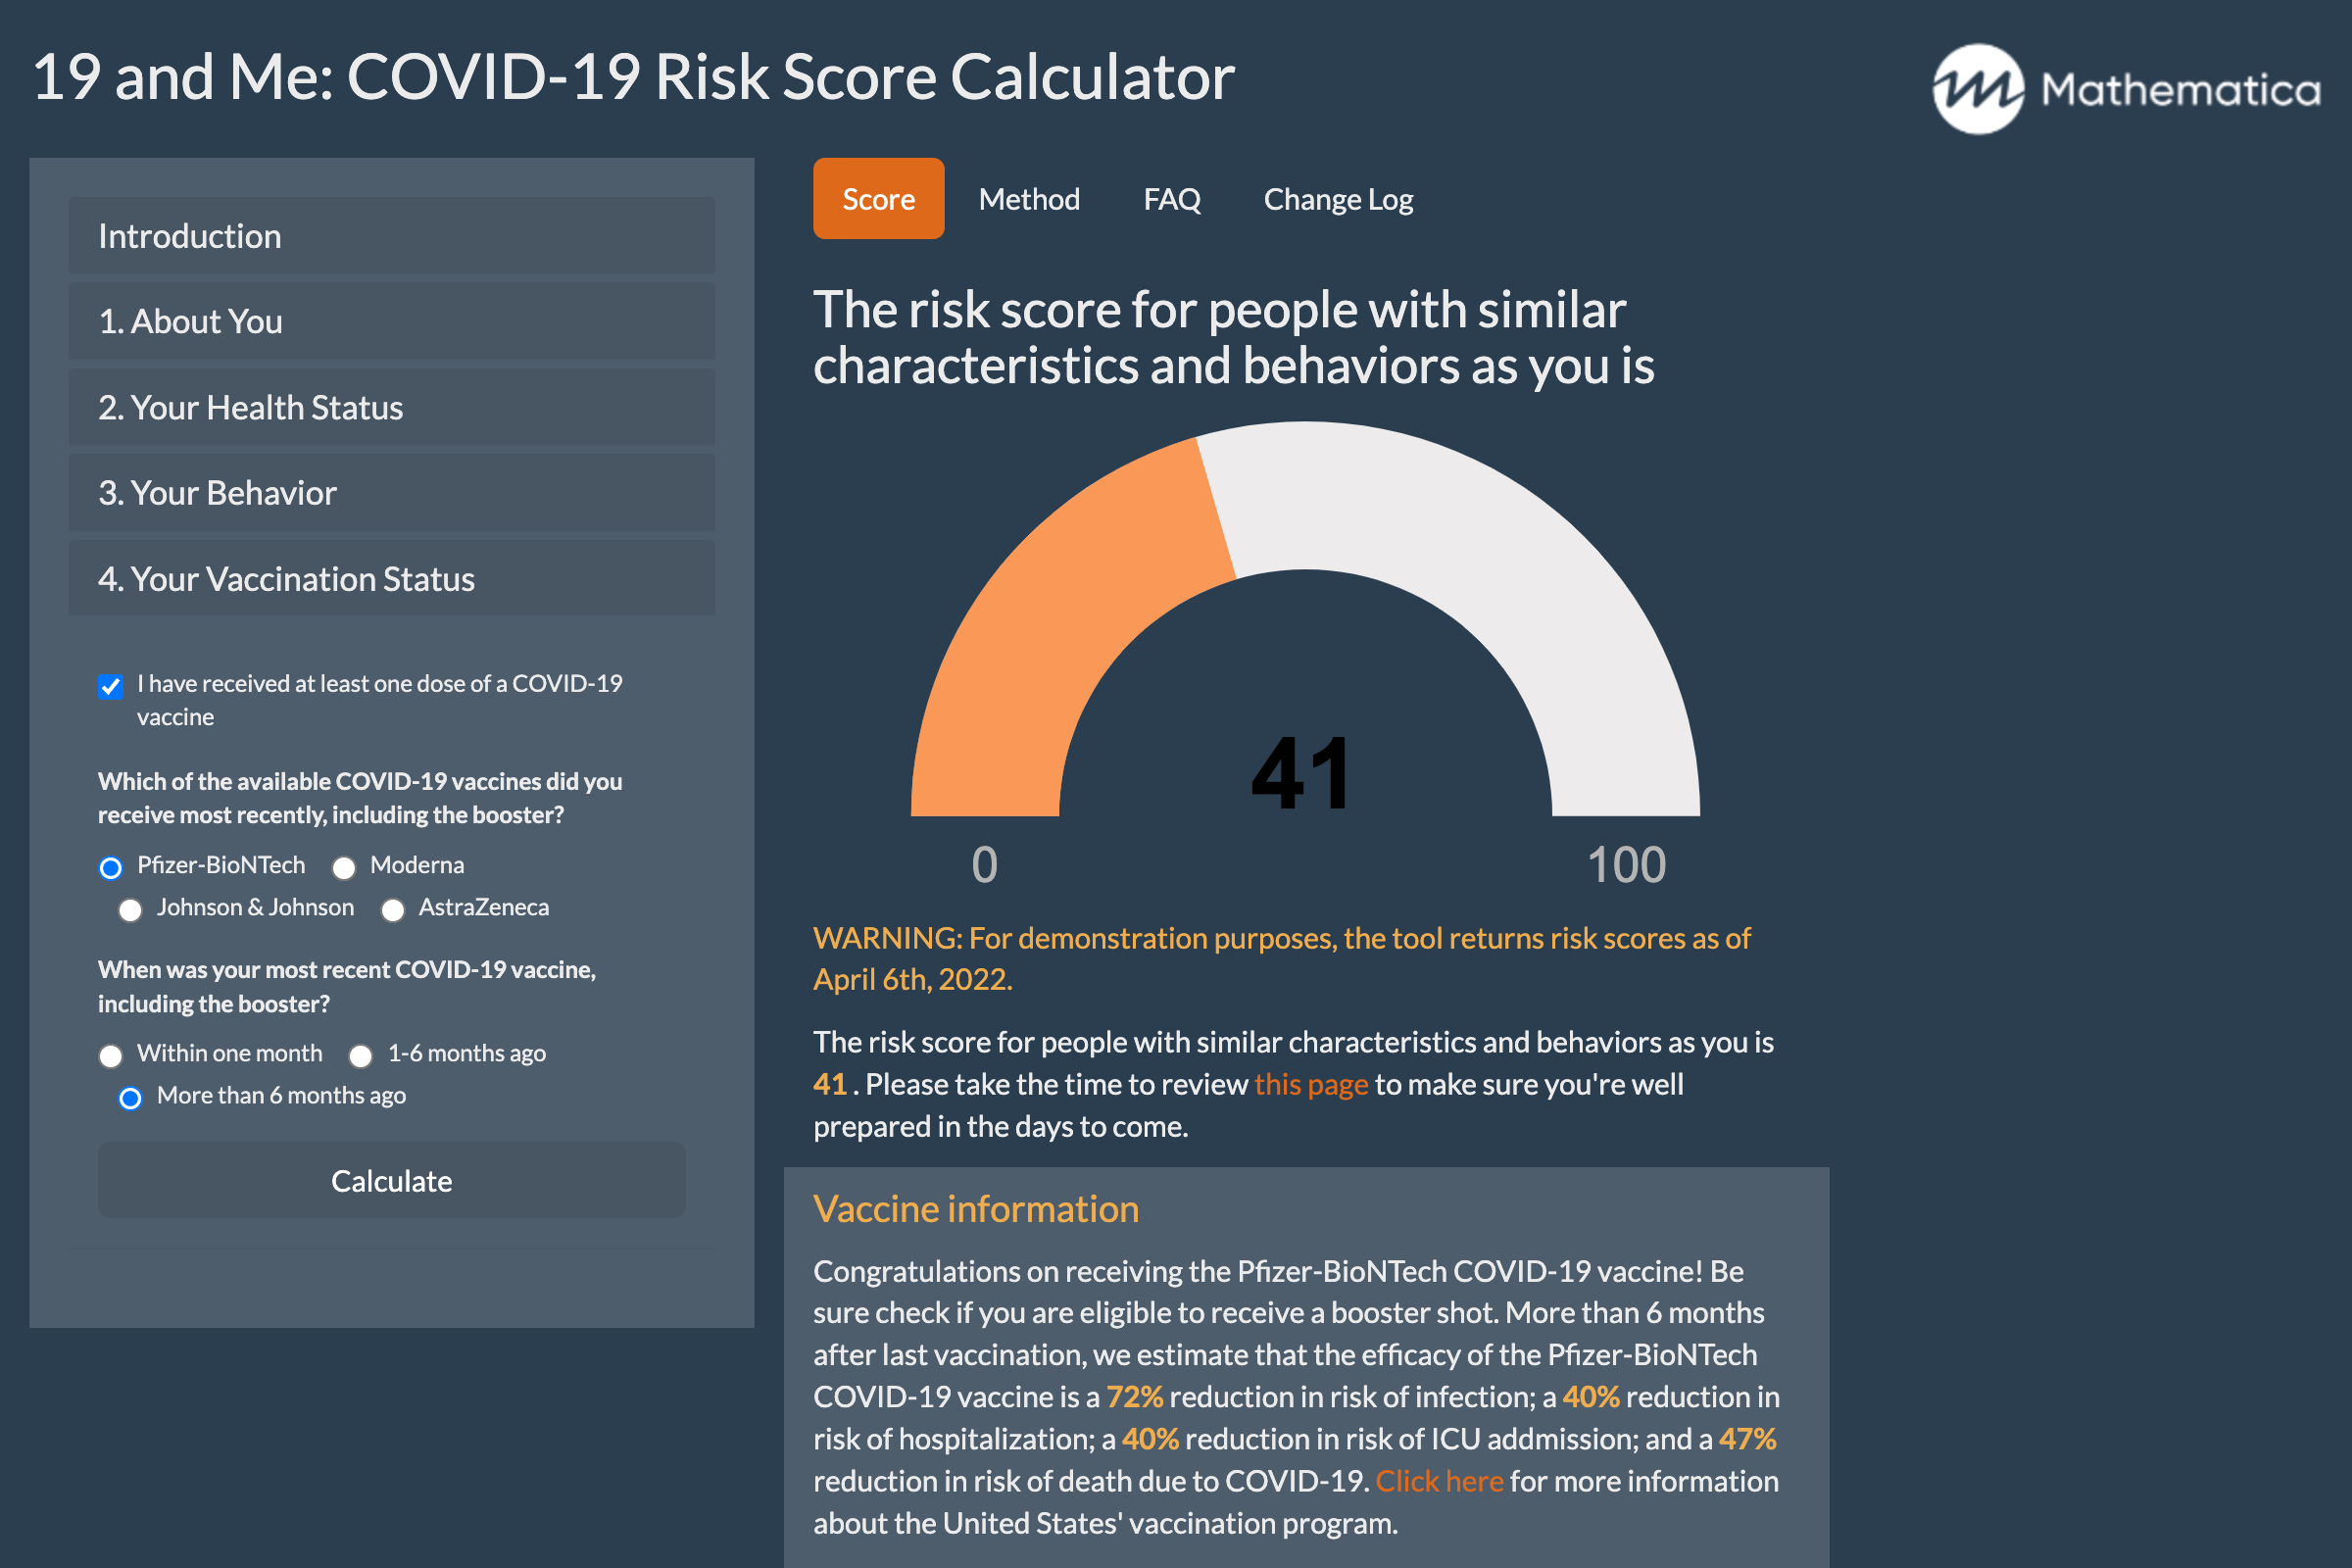 19 and Me: COVID-19 Risk Score Calculator
Mathematica
Introduction
1. About You
2. Your Health Status
3. Your Behavior
4. Your Vaccination Status
I have received at least one dose of a COVID-19
vaccine
Which of the available COVID-19 vaccines did you
receive most recently, including the booster?
Pfizer-BioNTech Moderna
Johnson & Johnson AstraZeneca
When was your most recent COVID-19 vaccine,
including the booster?
Within one month 1-6 months ago
More than 6 months ago
Calculate
Score Method FAQ Change Log
The risk score for people with similar
characteristics and behaviors as you is
41
0 100
WARNING: For demonstration purposes, the tool returns risk scores as of
April 6th, 2022.
The risk score for people with similar characteristics and behaviors as you is
41 . Please take the time to review this page to make sure you're well
prepared in the days to come.
Vaccine information
Congratulations on receiving the Pfizer-BioNTech COVID-19 vaccine! Be
sure check if you are eligible to receive a booster shot. More than 6 months
after last vaccination, we estimate that the efficacy of the Pfizer-BioNTech
COVID-19 vaccine is a 72% reduction in risk of infection; a 40% reduction in
risk of hospitalization; a 40% reduction in risk of ICU addmission; and a 47%
reduction in risk of death due to COVID-19. Click here for more information
about the United States' vaccination program.